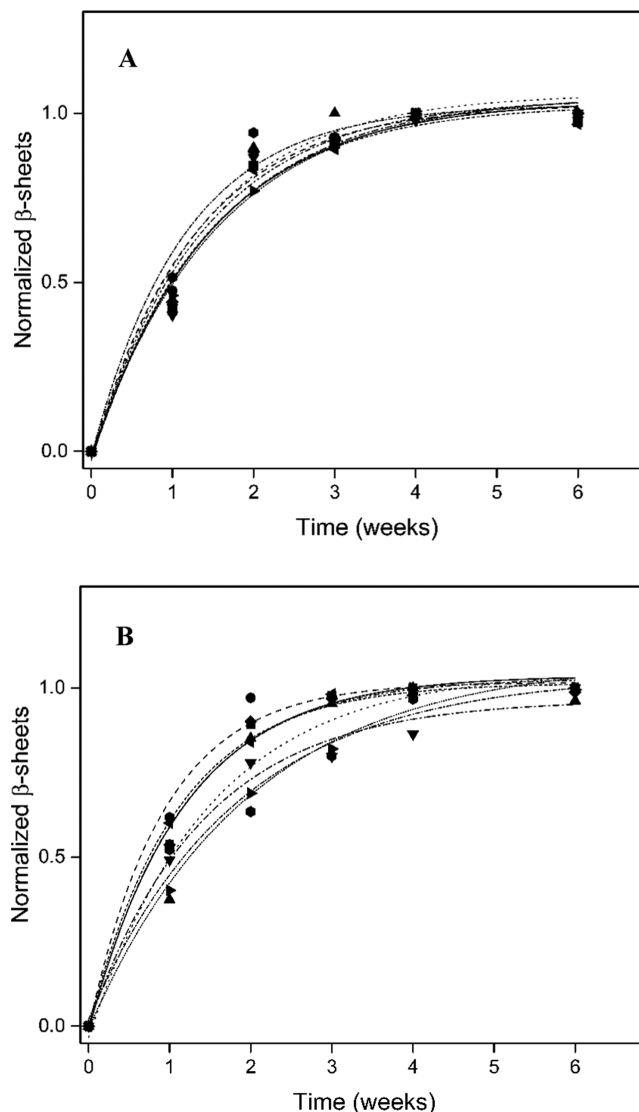 A
1.0
0.5
0.0
Normalized β-sheets
0 1 2 3 4 5 6
Time (weeks)
B
1.0
0.5
0.0
Normalized β-sheets
0 1 2 3 4 5 6
Time (weeks)